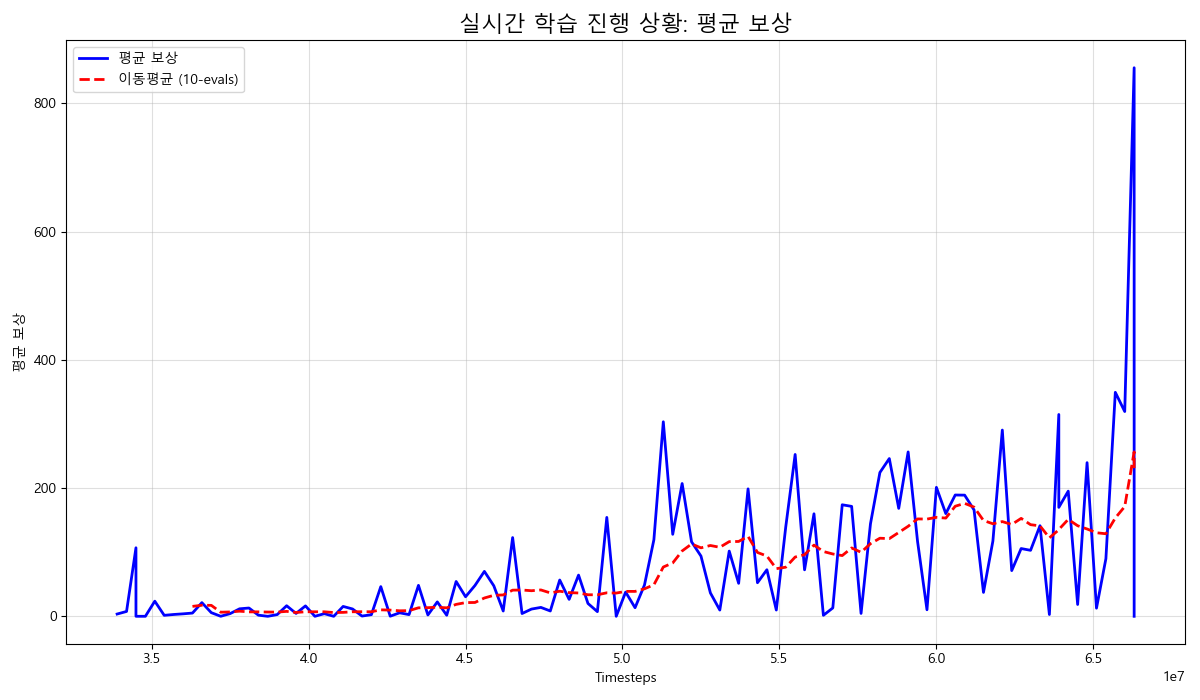 실시간 학습 진행 상황: 평균 보상
평균 보상
이동평균 (10-evals)
평균 보상
800
600
400
200
0
3.5
4.0
4.5
5.0
5.5
6.0
6.5
1e7
Timesteps